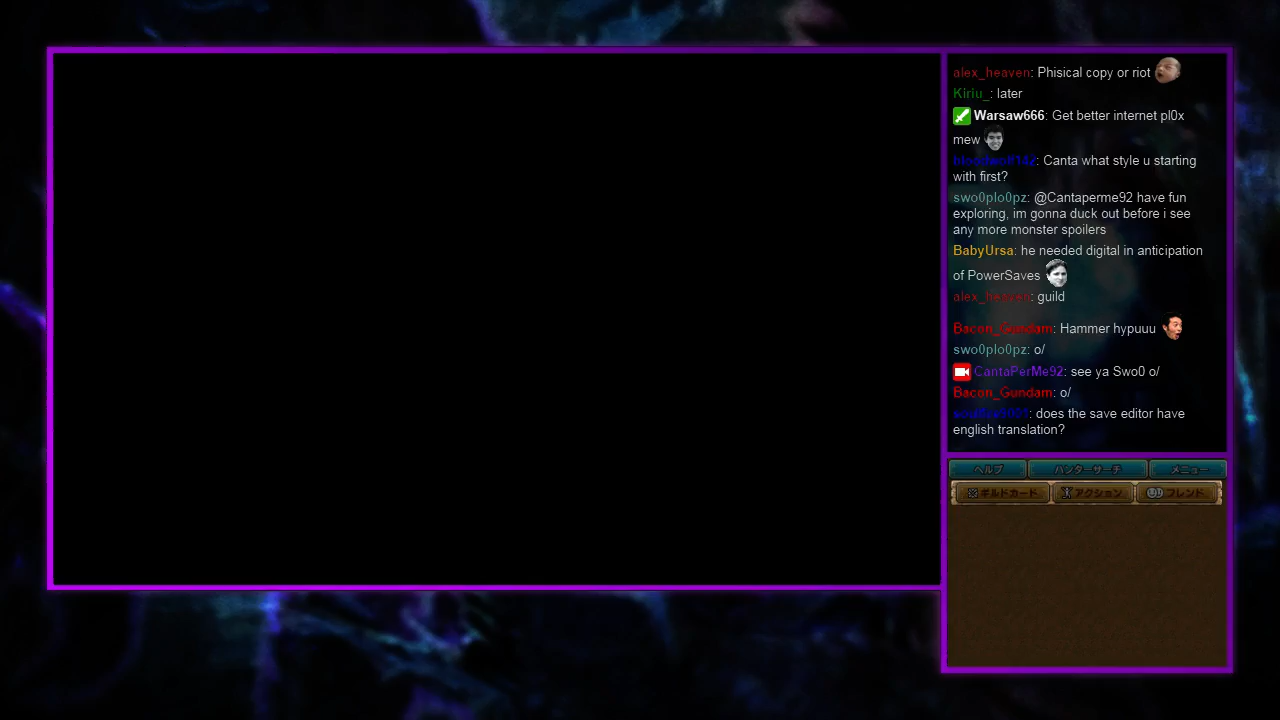 alex_heaven: Phisical copy or riot
Kiriu_: later
Warsaw666: Get better internet pl0x
mew
bloodwolf142: Canta what style u starting
with first?
swo0plo0pz: @Cantaperme92 have fun
exploring, im gonna duck out before i see
any more monster spoilers
BabyUrsa: he needed digital in anticipation
of PowerSaves
alex_heaven: guild
Bacon_Gundam: Hammer hypuuu
swo0plo0pz: o/
CantaPerMe92: see ya Swo0 o/
Bacon_Gundam: o/
: does the save editor have
english translation?
ヘルプ ハンターサーチ メニュー
ギルドカード アクション フレンド